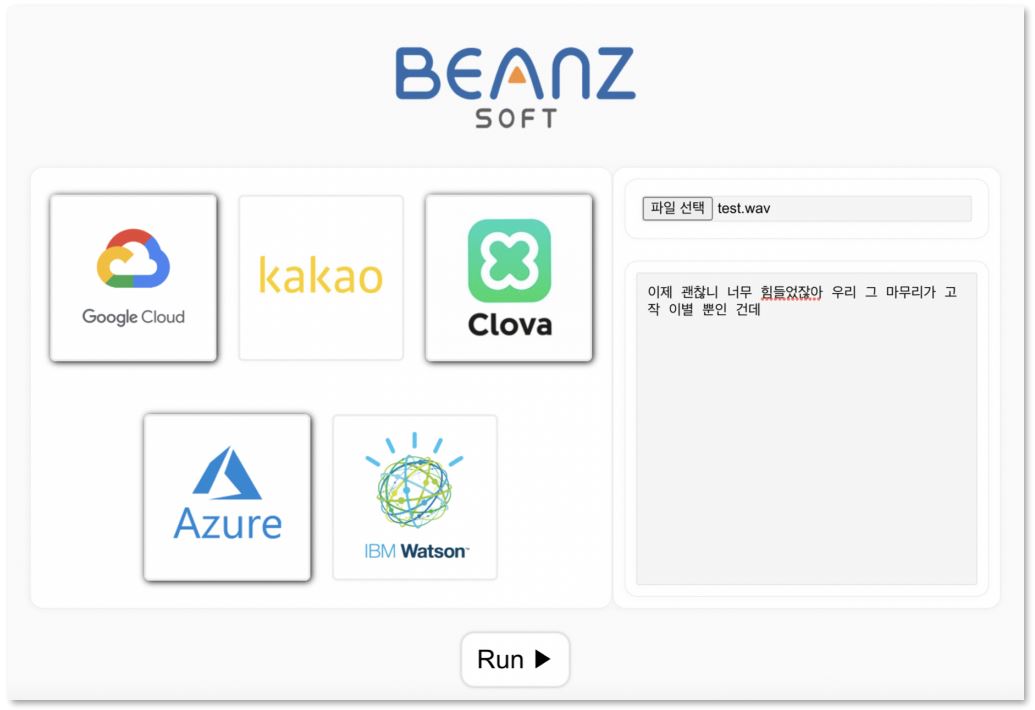 BEANZ
SOFT
Google Cloud
kakao
Clova
Azure
IBM Watson™
파일 선택 test.wav
이제 괜찮니 너무 힘들었잖아 우리 그 마무리가 고
작 이별 뿐인 건데
Run ▶